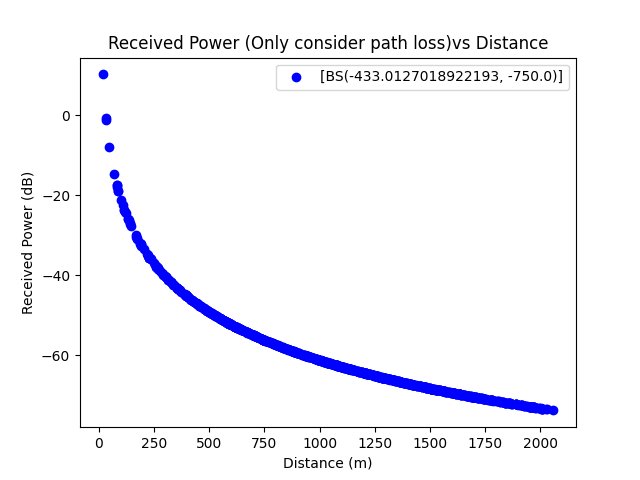 Received Power (Only consider path loss)vs Distance
[BS(-433.0127018922193, -750.0)]
Received Power (dB)
0
−20
−40
−60
0 250 500 750 1000 1250 1500 1750 2000
Distance (m)